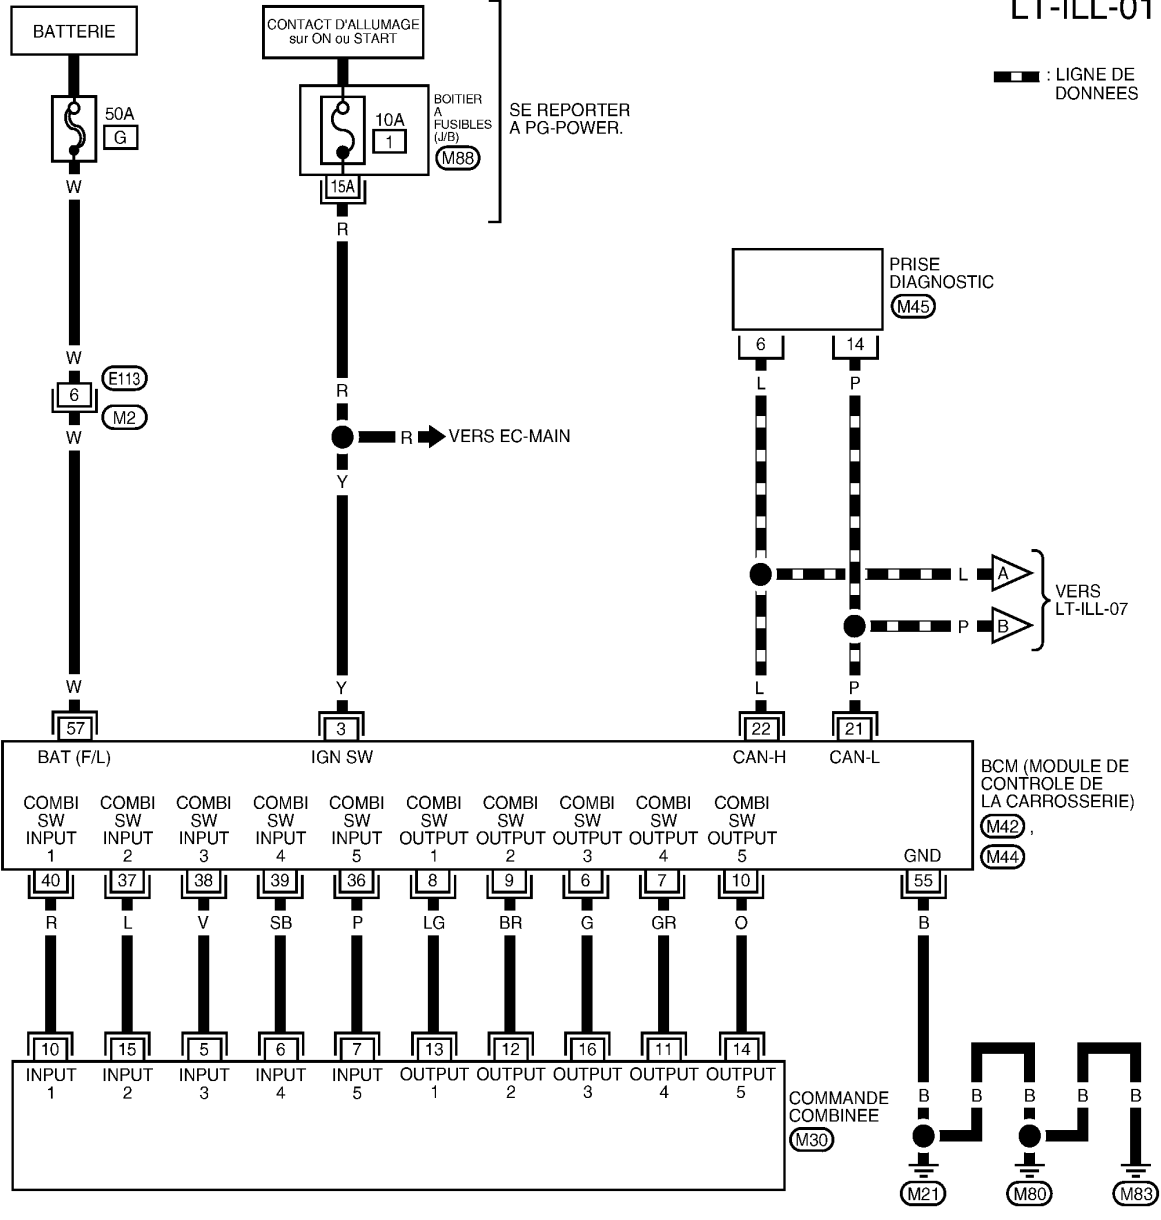 LT-ILL-01
BATTERIE
CONTACT D'ALLUMAGE
sur ON ou START
: LIGNE DE
DONNEES
50A
G
10A
1
BOITIER
A
FUSIBLES
(J/B)
M88
SE REPORTER
A PG-POWER.
15A
W
R
PRISE
DIAGNOSTIC
M45
6
14
W
R
L
P
E113
6
M2
W
R
VERS EC-MAIN
Y
L
A
P
B
VERS
LT-ILL-07
W
Y
L
P
57
3
22
21
BAT (F/L)
IGN SW
CAN-H
CAN-L
BCM (MODULE DE
CONTROLE DE
LA CARROSSERIE)
M42 ,
M44
COMBI COMBI COMBI COMBI COMBI COMBI COMBI COMBI COMBI COMBI
SW SW SW SW SW SW SW SW SW SW
INPUT INPUT INPUT INPUT INPUT OUTPUT OUTPUT OUTPUT OUTPUT OUTPUT
1 2 3 4 5 1 2 3 4 5 GND
40 37 38 39 36 8 9 6 7 10 55
R L V SB P LG BR G GR O B
10 15 5 6 7 13 12 16 11 14
INPUT INPUT INPUT INPUT INPUT OUTPUT OUTPUT OUTPUT OUTPUT OUTPUT
1 2 3 4 5 1 2 3 4 5
COMMANDE
COMBINEE
M30
B B B B B
M21 M80 M83